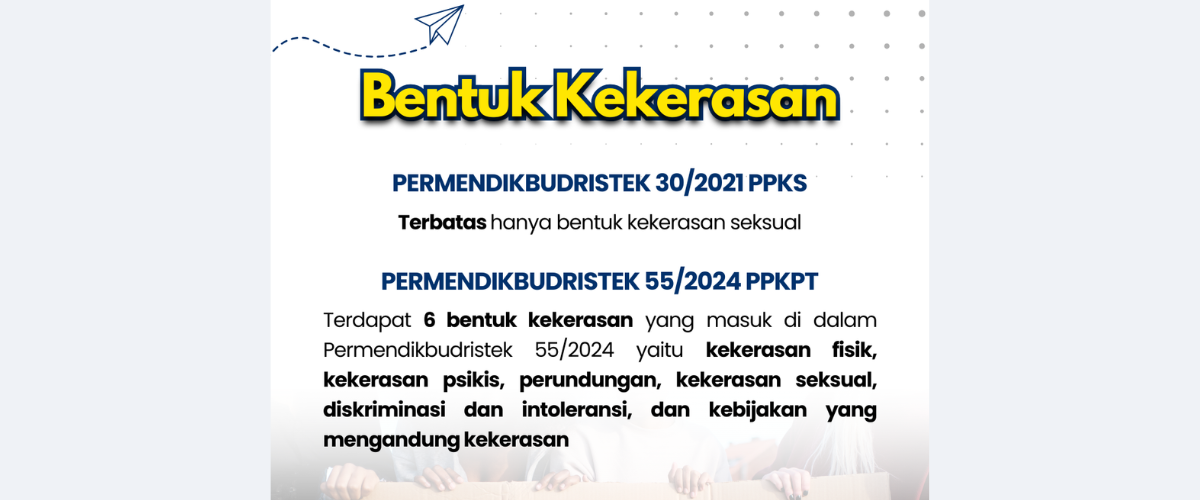 Bentuk Kekerasan
PERMENDIKBUDRISTEK 30/2021 PPKS
Terbatas hanya bentuk kekerasan seksual
PERMENDIKBUDRISTEK 55/2024 PPKPT
Terdapat 6 bentuk kekerasan yang masuk di dalam
Permendikbudristek 55/2024 yaitu kekerasan fisik,
kekerasan psikis, perundungan, kekerasan seksual,
diskriminasi dan intoleransi, dan kebijakan yang
mengandung kekerasan